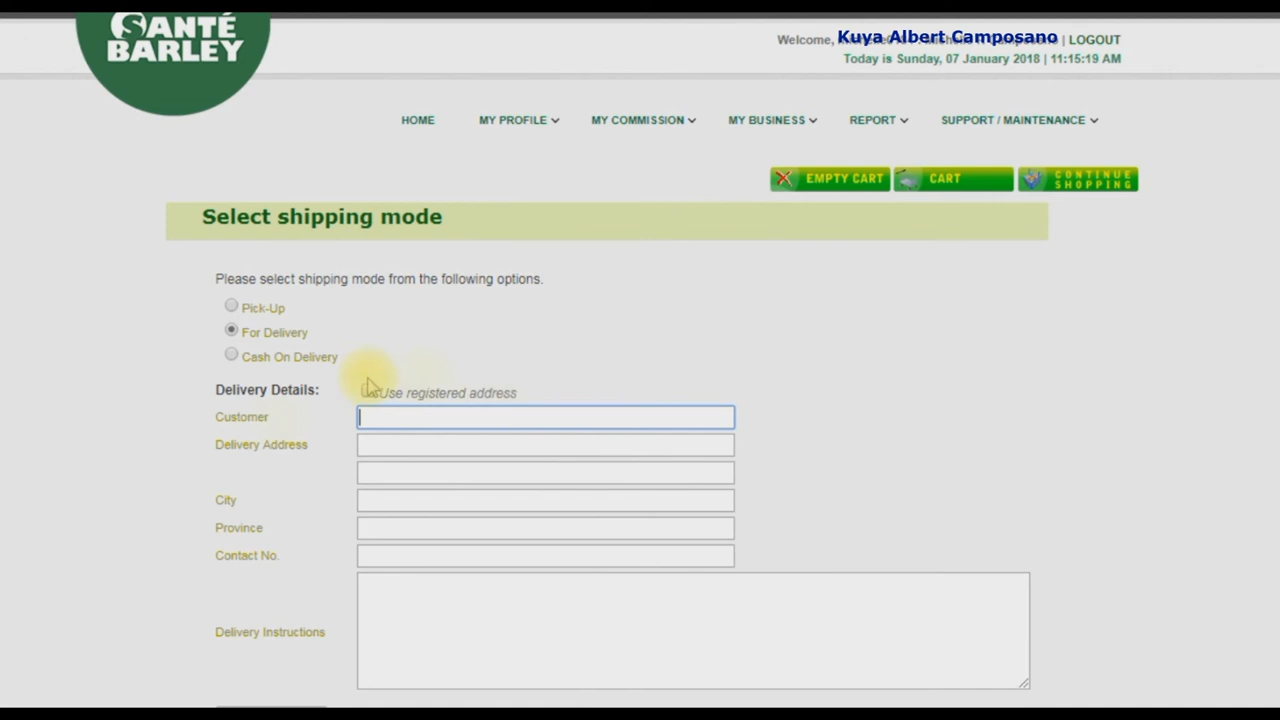 SANTÉ
BARLEY
Welcome, Kuya Albert Camposano | LOGOUT
Today is Sunday, 07 January 2018 | 11:15:19 AM
HOME MY PROFILE MY COMMISSION MY BUSINESS REPORT SUPPORT / MAINTENANCE
EMPTY CART CART CONTINUE SHOPPING
Select shipping mode
Please select shipping mode from the following options.
Pick-Up
For Delivery
Cash On Delivery
Delivery Details: Use registered address
Customer
Delivery Address
City
Province
Contact No.
Delivery Instructions